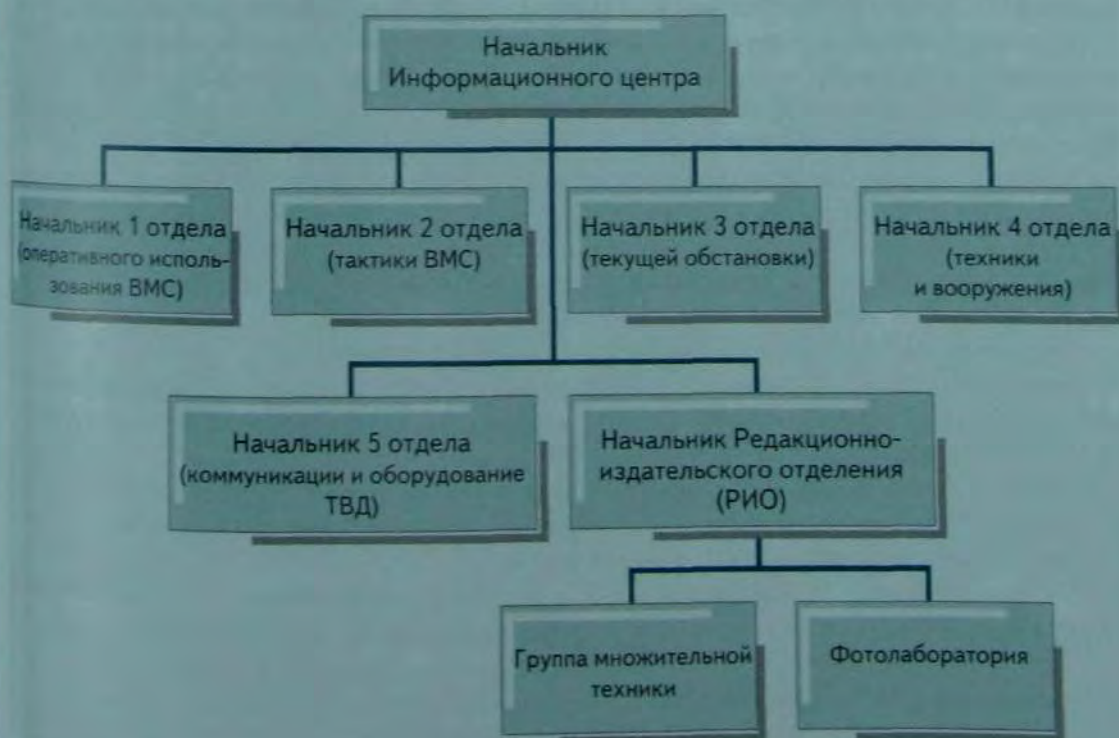 Начальник
Информационного центра
Начальник 1 отдела
(оперативного исполь-
зования ВМС)
Начальник 2 отдела
(тактики ВМС)
Начальник 3 отдела
(текущей обстановки)
Начальник 4 отдела
(техники
и вооружения)
Начальник 5 отдела
(коммуникации и оборудование
ТВД)
Начальник Редакционно-
издательского отделения
(РИО)
Группа множительной
техники
Фотолаборатория